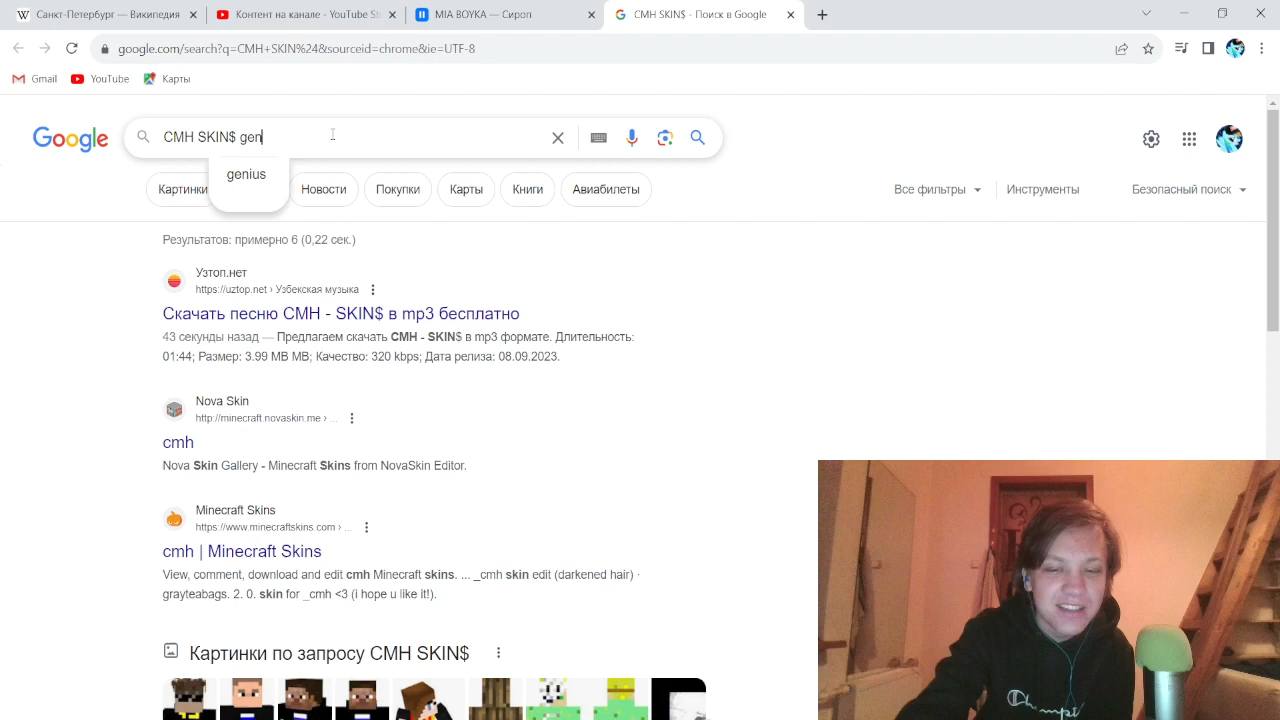 Санкт-Петербург — Википедия
Контент на канале - YouTube St
MIA BOYKA — Сироп
CMH SKIN$ - Поиск в Google
google.com/search?q=CMH+SKIN%24&sourceid=chrome&ie=UTF-8
Gmail
YouTube
Карты
Google
CMH SKIN$ gen
genius
Картинки
Новости
Покупки
Карты
Книги
Авиабилеты
Все фильтры
Инструменты
Безопасный поиск
Результатов: примерно 6 (0,22 сек.)
Узтоп.нет
https://uztop.net › Узбекская музыка
Скачать песню CMH - SKIN$ в mp3 бесплатно
43 секунды назад — Предлагаем скачать CMH - SKIN$ в mp3 формате. Длительность:
01:44; Размер: 3.99 MB MB; Качество: 320 kbps; Дата релиза: 08.09.2023.
Nova Skin
http://minecraft.novaskin.me › ...
cmh
Nova Skin Gallery - Minecraft Skins from NovaSkin Editor.
Minecraft Skins
https://www.minecraftskins.com › ...
cmh | Minecraft Skins
View, comment, download and edit cmh Minecraft skins. ... _cmh skin edit (darkened hair) ·
grayteabags. 2. 0. skin for _cmh <3 (i hope u like it!).
Картинки по запросу CMH SKIN$